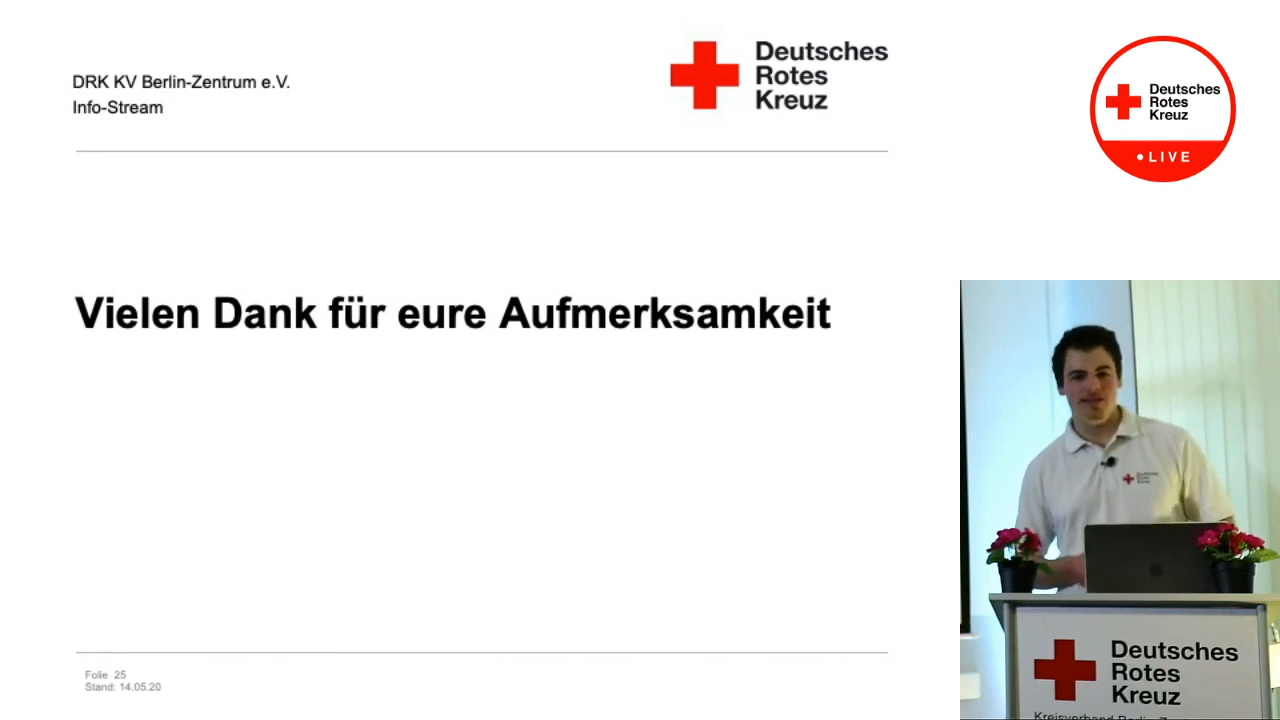 DRK KV Berlin-Zentrum e.V.
Info-Stream
Deutsches
Rotes
Kreuz
Deutsches
Rotes
Kreuz
LIVE
Vielen Dank für eure Aufmerksamkeit
Deutsches
Rotes
Kreuz
Kreisverband
Folie 25
Stand: 14.05.20